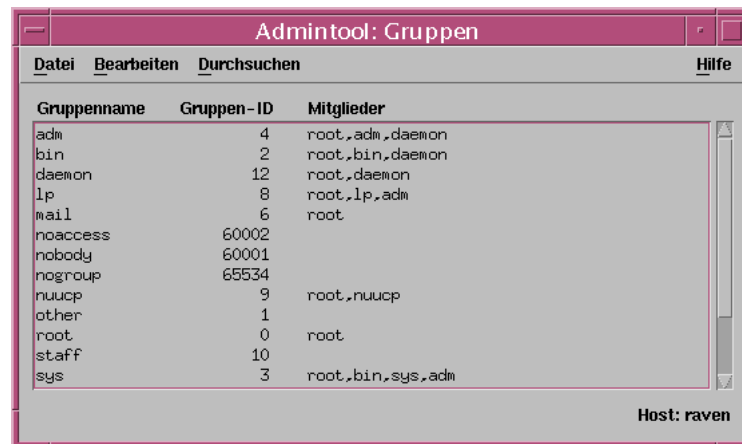 Admintool: Gruppen
Datei Bearbeiten Durchsuchen Hilfe
Gruppenname Gruppen-ID Mitglieder
adm 4 root,adm,daemon
bin 2 root,bin,daemon
daemon 12 root,daemon
lp 8 root,lp,adm
mail 6 root
noaccess 60002
nobody 60001
nogroup 65534
nuucp 9 root,nuucp
other 1
root 0 root
staff 10
sys 3 root,bin,sys,adm
Host: raven